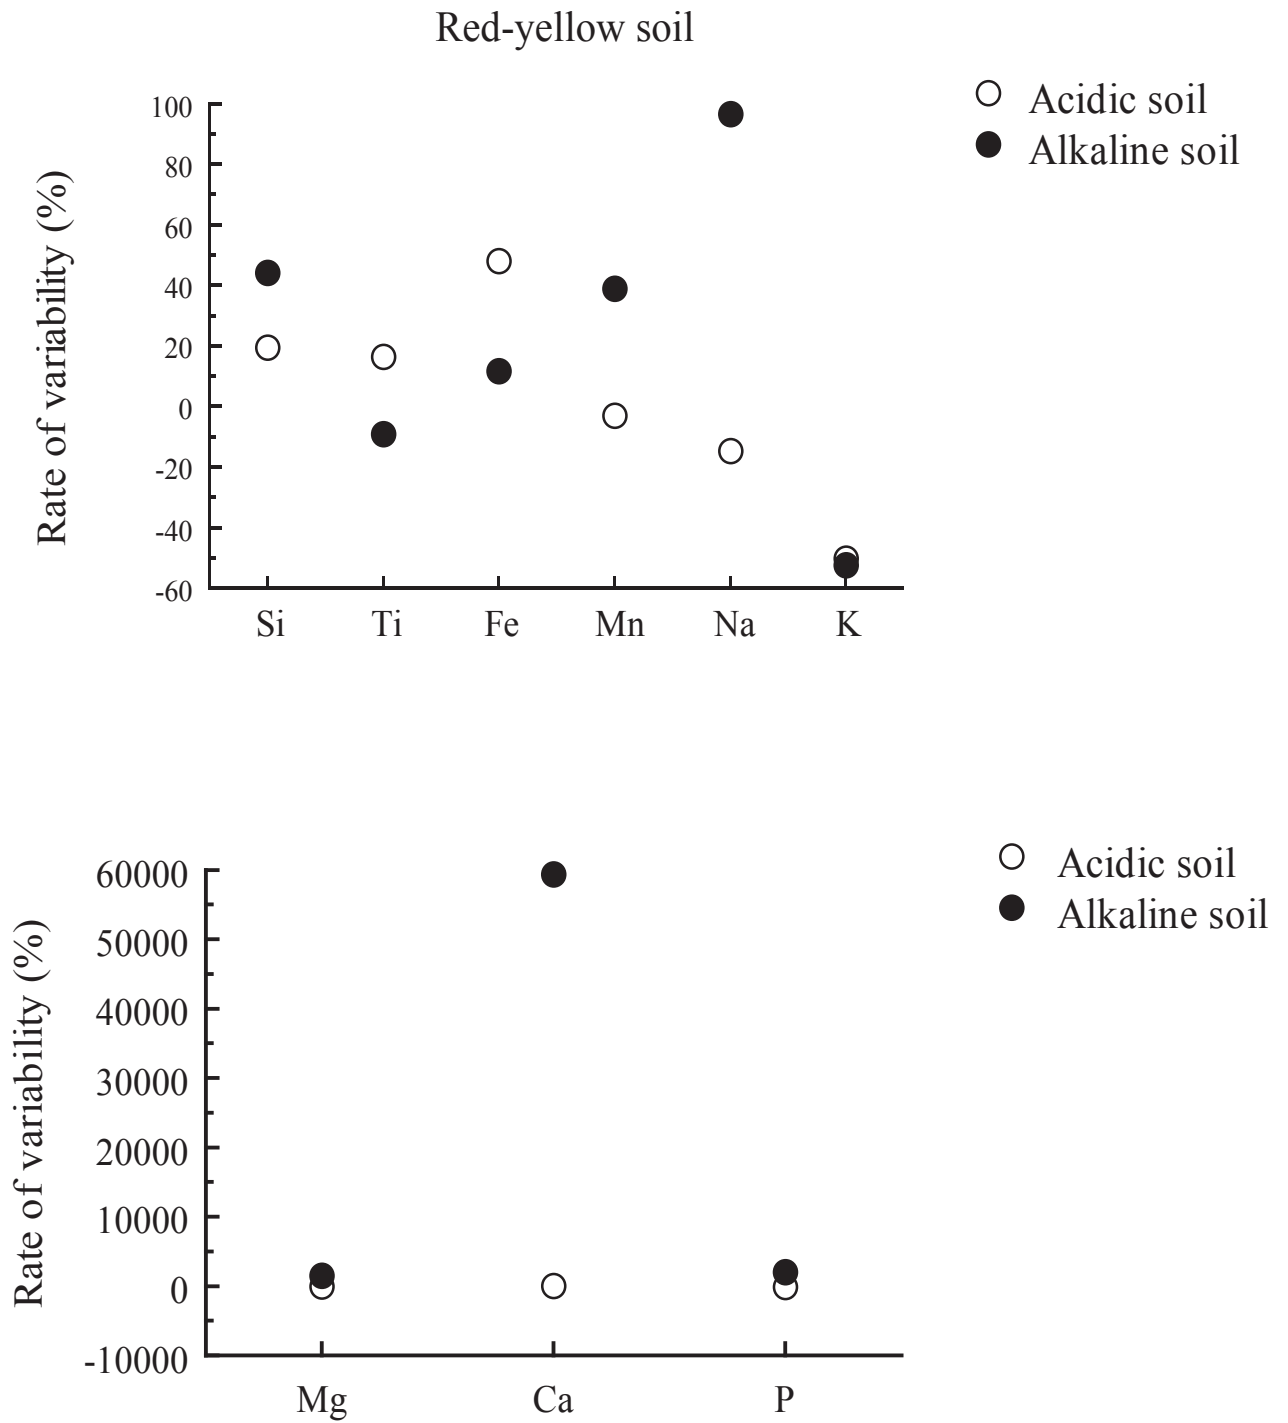 Red-yellow soil
Acidic soil
Alkaline soil
Rate of variability (%)
100
80
60
40
20
0
-20
-40
-60
Si Ti Fe Mn Na K
Acidic soil
Alkaline soil
Rate of variability (%)
60000
50000
40000
30000
20000
10000
0
-10000
Mg Ca P